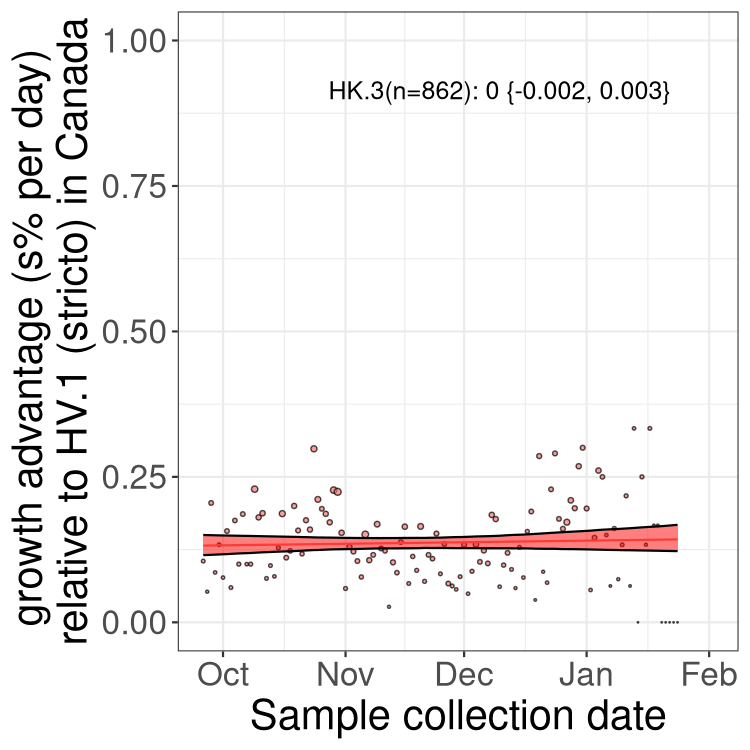 growth advantage (s% per day)
relative to HV.1 (stricto) in Canada
1.00
0.75
0.50
0.25
0.00
HK.3(n=862): 0 {-0.002, 0.003}
Oct Nov Dec Jan Feb
Sample collection date